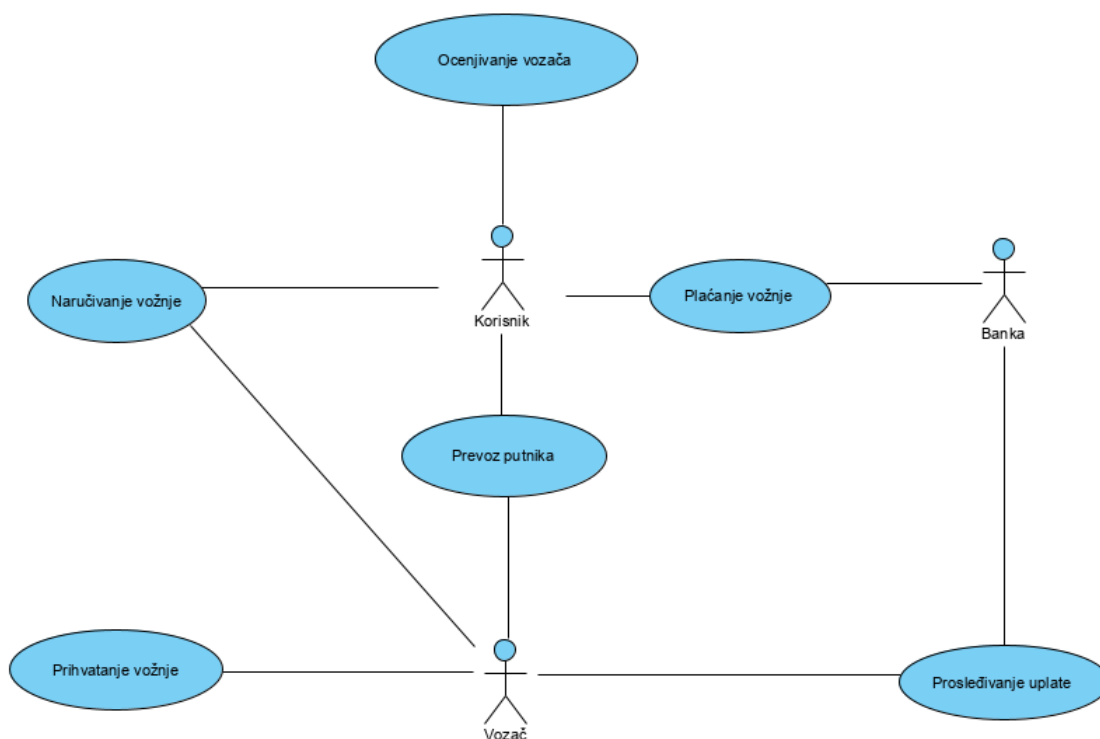 Ocenjivanje vozača
Naručivanje vožnje
Korisnik
Plaćanje vožnje
Banka
Prevoz putnika
Prihvatanje vožnje
Vozač
Prosleđivanje uplate